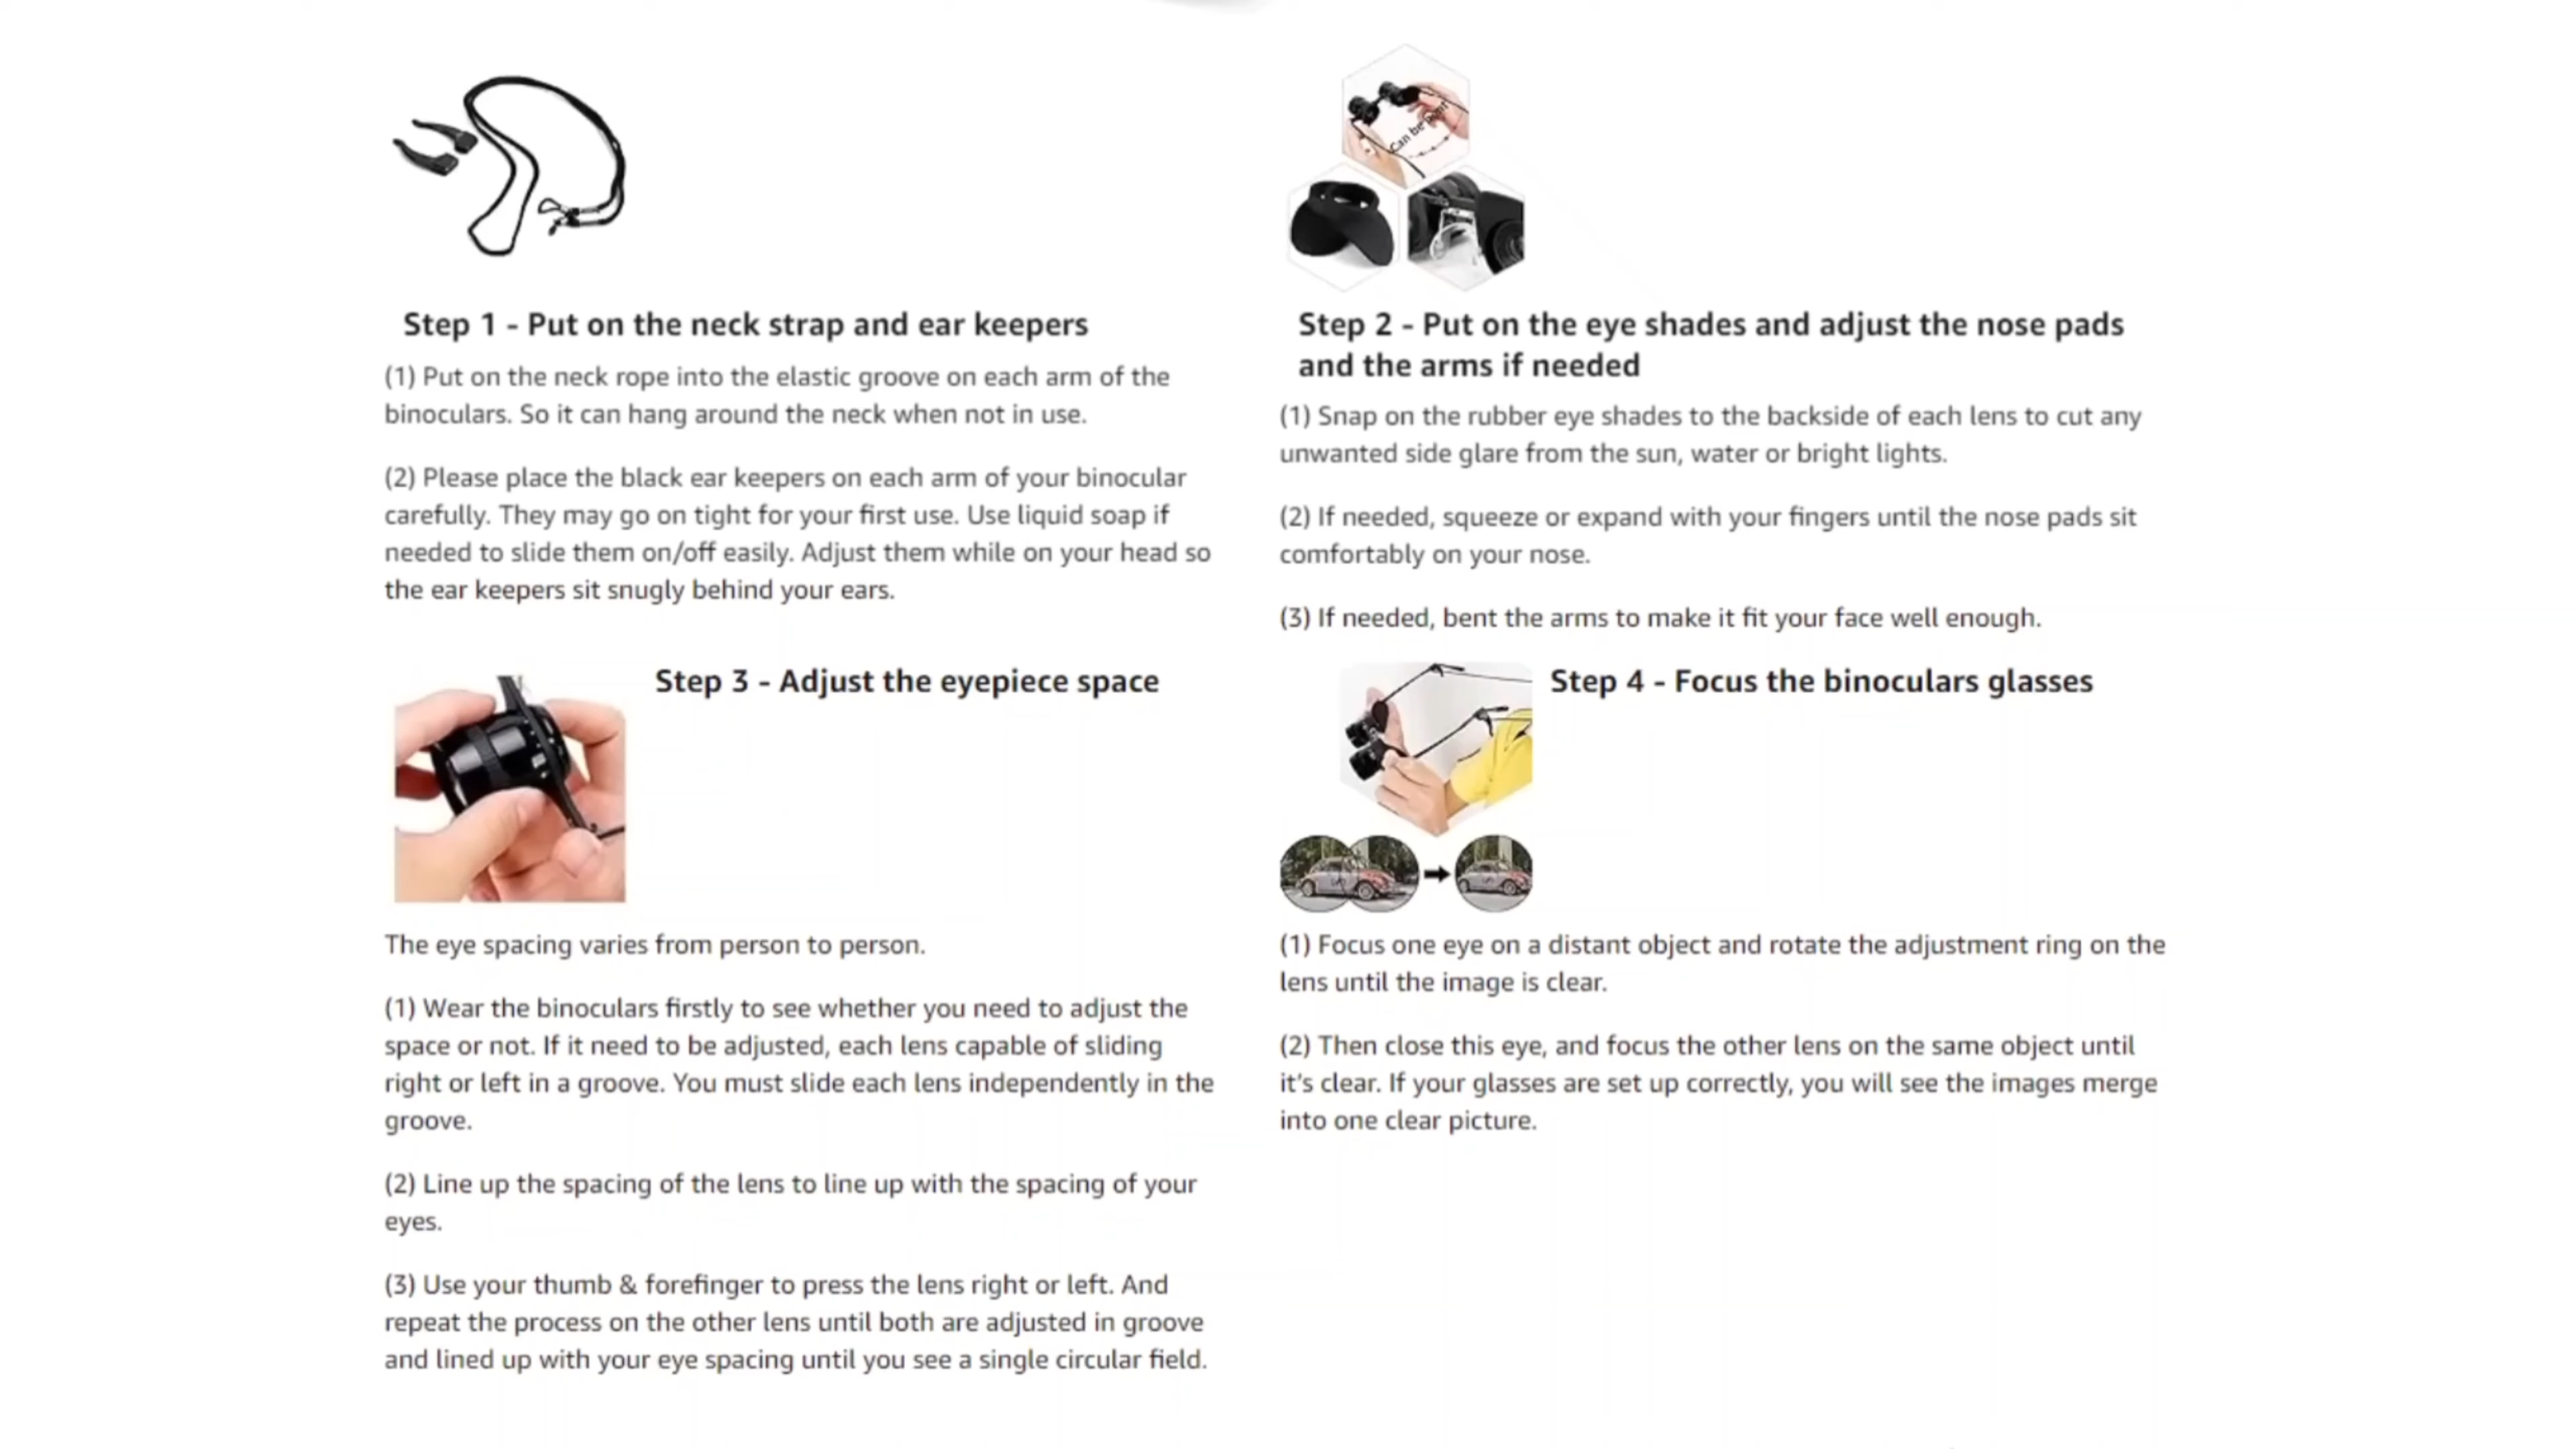 Can be bent
Step 1 - Put on the neck strap and ear keepers
(1) Put on the neck rope into the elastic groove on each arm of the
binoculars. So it can hang around the neck when not in use.
(2) Please place the black ear keepers on each arm of your binocular
carefully. They may go on tight for your first use. Use liquid soap if
needed to slide them on/off easily. Adjust them while on your head so
the ear keepers sit snugly behind your ears.
Step 2 - Put on the eye shades and adjust the nose pads
and the arms if needed
(1) Snap on the rubber eye shades to the backside of each lens to cut any
unwanted side glare from the sun, water or bright lights.
(2) If needed, squeeze or expand with your fingers until the nose pads sit
comfortably on your nose.
(3) If needed, bent the arms to make it fit your face well enough.
Step 3 - Adjust the eyepiece space
The eye spacing varies from person to person.
(1) Wear the binoculars firstly to see whether you need to adjust the
space or not. If it need to be adjusted, each lens capable of sliding
right or left in a groove. You must slide each lens independently in the
groove.
(2) Line up the spacing of the lens to line up with the spacing of your
eyes.
(3) Use your thumb & forefinger to press the lens right or left. And
repeat the process on the other lens until both are adjusted in groove
and lined up with your eye spacing until you see a single circular field.
Step 4 - Focus the binoculars glasses
(1) Focus one eye on a distant object and rotate the adjustment ring on the
lens until the image is clear.
(2) Then close this eye, and focus the other lens on the same object until
it's clear. If your glasses are set up correctly, you will see the images merge
into one clear picture.